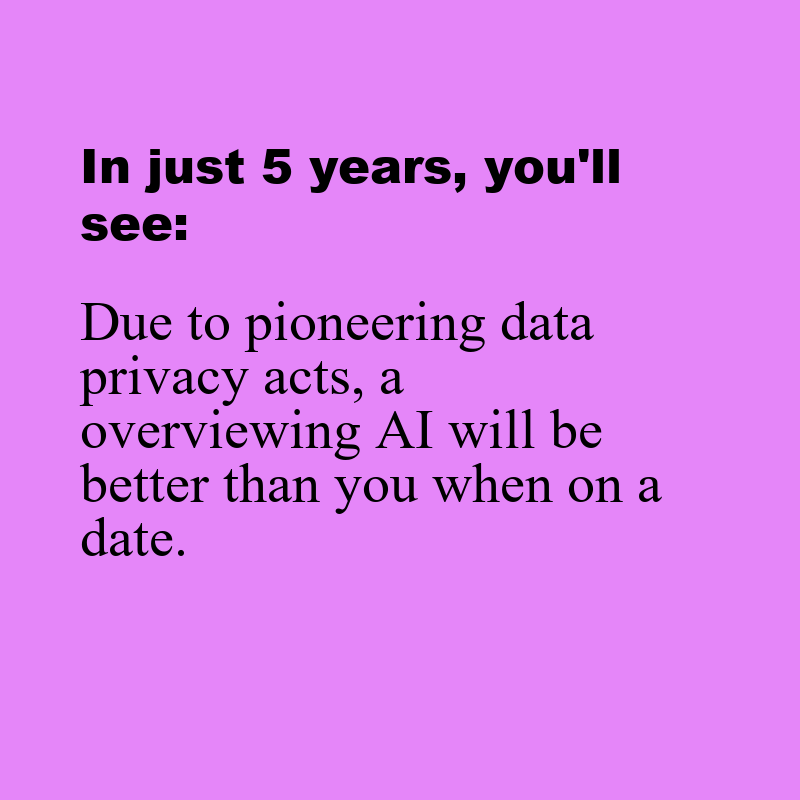 In just 5 years, you'll
see:
Due to pioneering data
privacy acts, a
overviewing AI will be
better than you when on a
date.